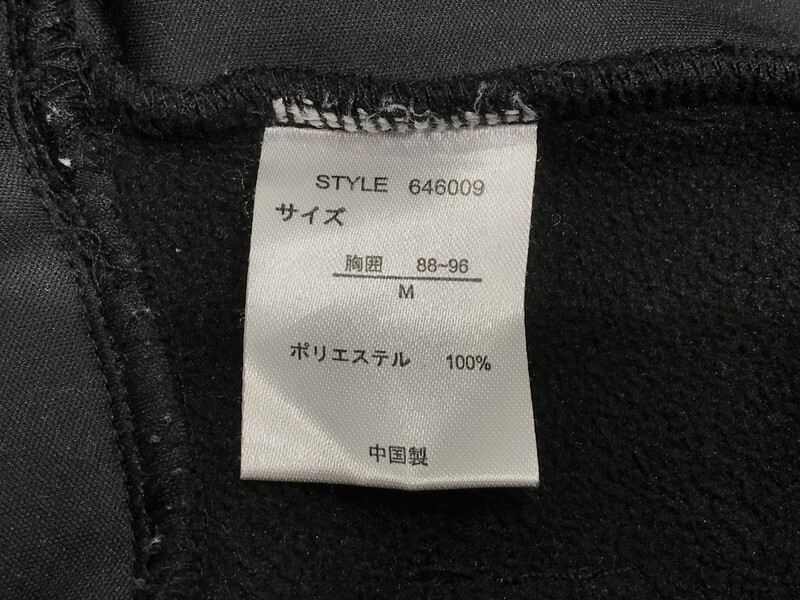 STYLE 646009
サイズ
胸囲 88~96
M
ポリエステル 100%
中国製